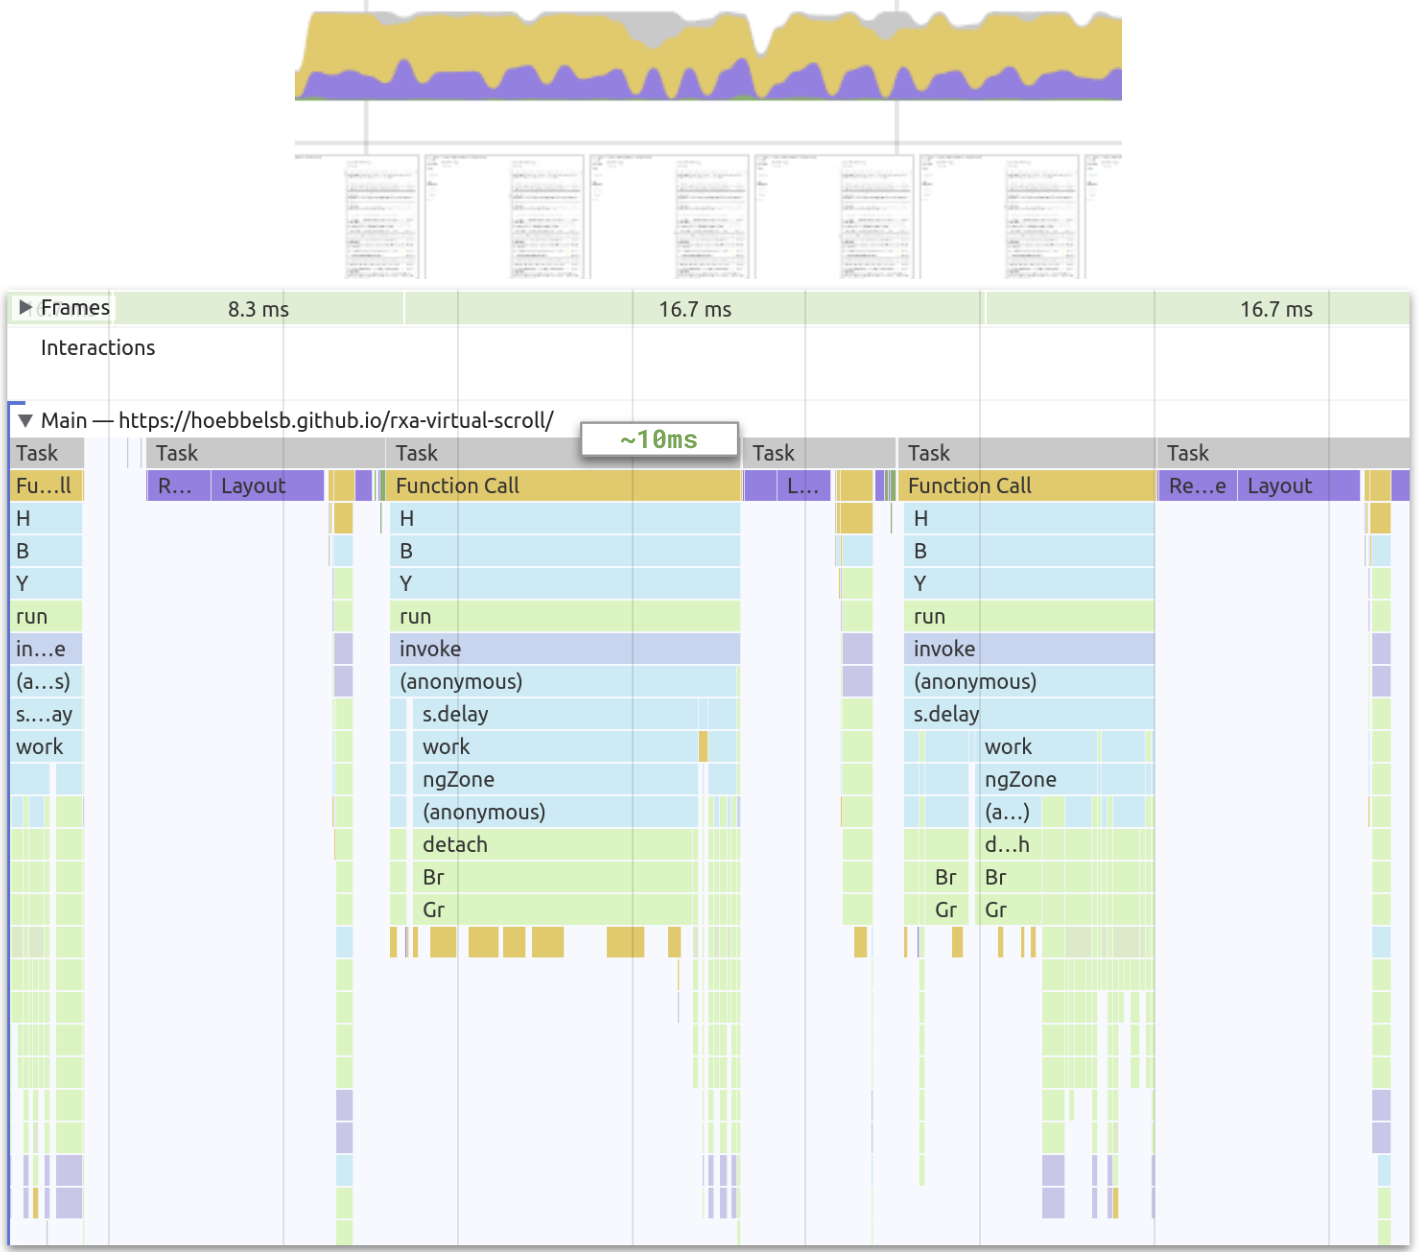 Frames 8.3 ms 16.7 ms 16.7 ms
Interactions
Main — https://hoebbelsb.github.io/rxa-virtual-scroll/
~10ms
Task Task Task Task Task Task
Fu...ll R... Layout Function Call L... Function Call Re...e Layout
H H H
B B B
Y Y Y
run run run
in...e invoke invoke
(a...s) (anonymous) (anonymous)
s....ay s.delay s.delay
work work work
ngZone ngZone
(anonymous) (a...)
detach d...h
Br Br Br
Gr Gr Gr